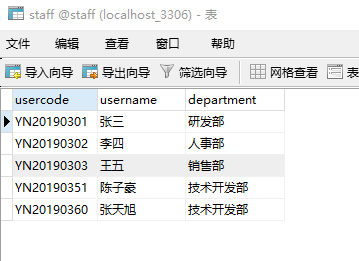 staff @staff (localhost_3306) - 表
文件 编辑 查看 窗口 帮助
导入向导 导出向导 筛选向导 网格查看 表
usercode username department
YN20190301 张三 研发部
YN20190302 李四 人事部
YN20190303 王五 销售部
YN20190351 陈子豪 技术开发部
YN20190360 张天旭 技术开发部